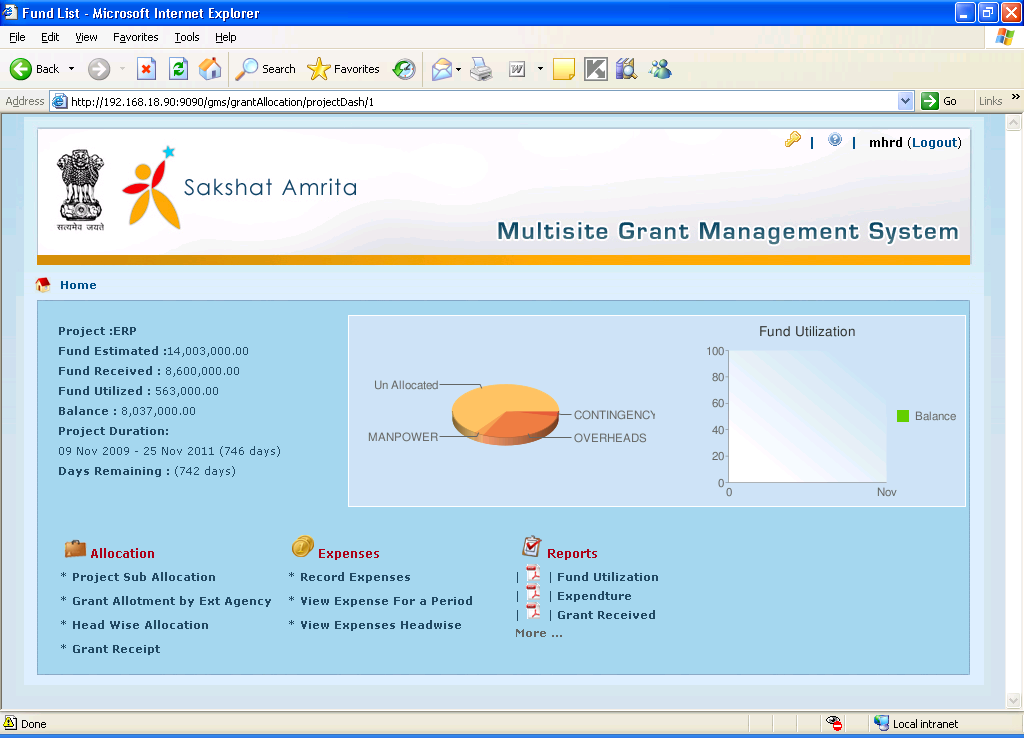 Fund List - Microsoft Internet Explorer
File Edit View Favorites Tools Help
Back Search Favorites
Address http://192.168.18.90:9090/gms/grantAllocation/projectDash/1 Go Links »
| | mhrd (Logout)
सत्यमेव जयते
Sakshat Amrita
Multisite Grant Management System
Home
Project :ERP
Fund Estimated :14,003,000.00
Fund Received : 8,600,000.00
Fund Utilized : 563,000.00
Balance : 8,037,000.00
Project Duration:
09 Nov 2009 - 25 Nov 2011 (746 days)
Days Remaining : (742 days)
Un Allocated
CONTINGENCY
MANPOWER
OVERHEADS
Fund Utilization
100
80
60
40
20
0
0 Nov
Balance
Allocation
* Project Sub Allocation
* Grant Allotment by Ext Agency
* Head Wise Allocation
* Grant Receipt
Expenses
* Record Expenses
* View Expense For a Period
* View Expenses Headwise
Reports
| | Fund Utilization
| | Expendture
| | Grant Received
More ...
Done Local intranet